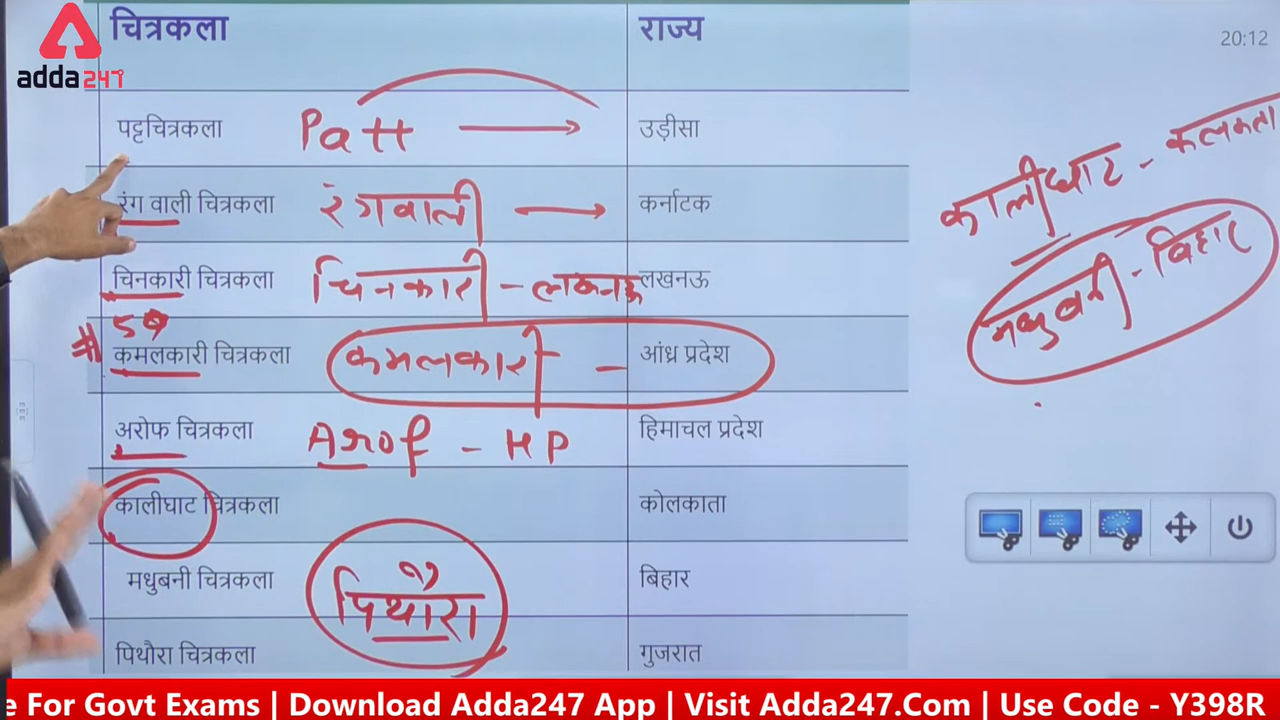 adda247
चित्रकला राज्य
20:12
पट्टचित्रकला Patt → उड़ीसा
कालीघाट - कलकता
रंग वाली चित्रकला रंगवाली → कर्नाटक
मधुबनी - बिहार
चिनकारी चित्रकला चिनकारी - लखनऊ लखनऊ
# 59
कमलकारी चित्रकला कमलकारी - आंध्र प्रदेश
अरोफ चित्रकला Arof - HP हिमाचल प्रदेश
कालीघाट चित्रकला कोलकाता
मधुबनी चित्रकला बिहार
पिथौरा
पिथौरा चित्रकला गुजरात
e For Govt Exams | Download Adda247 App | Visit Adda247.Com | Use Code - Y398R